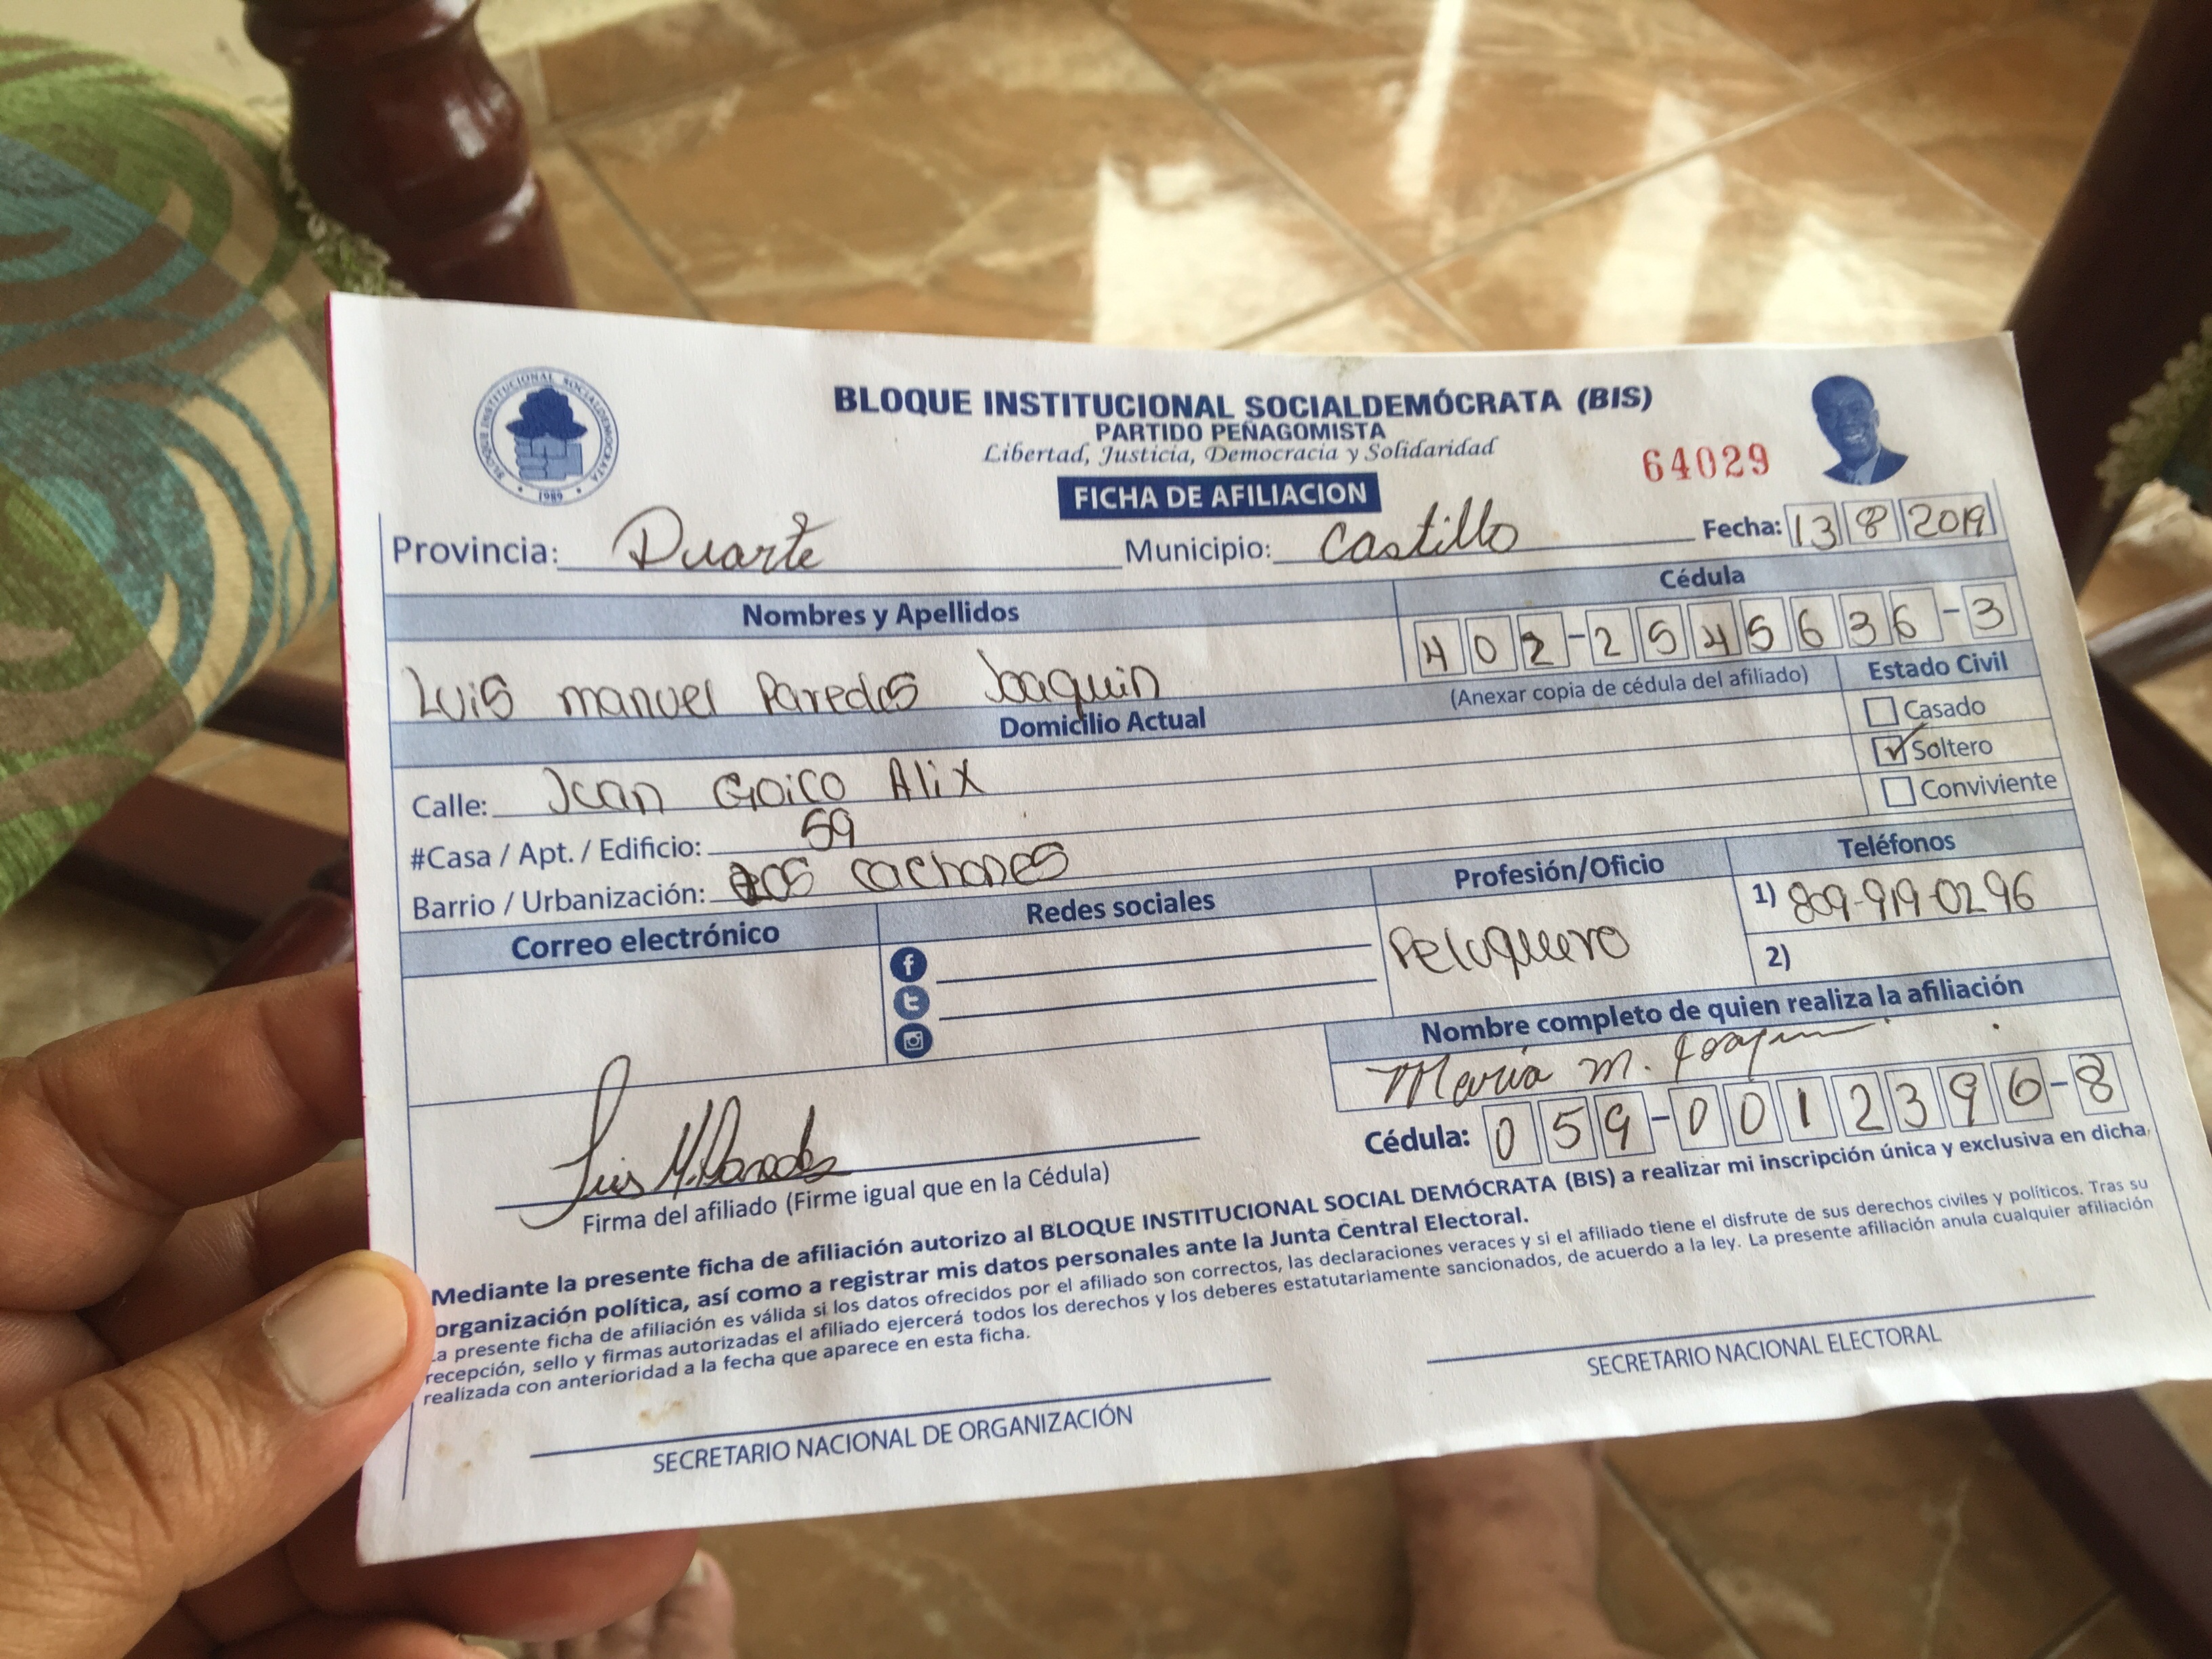 BLOQUE INSTITUCIONAL SOCIALDEMOCRATA
1989
BLOQUE INSTITUCIONAL SOCIALDEMÓCRATA (BIS)
PARTIDO PEÑAGOMISTA
Libertad, Justicia, Democracia y Solidaridad
64029
FICHA DE AFILIACION
Provincia: Duarte Municipio: Castillo Fecha: 13 8 2019
Nombres y Apellidos Cédula
Luis manuel Paredes Joaquin 402-2545636-3
(Anexar copia de cédula del afiliado)
Domicilio Actual
Estado Civil
Casado
Soltero
Conviviente
Calle: Juan Goico Alix
#Casa / Apt. / Edificio: 59
Barrio / Urbanización: Los cachones
Correo electrónico Redes sociales Profesión/Oficio Teléfonos
Peluquero
1) 809-919-0296
2)
Nombre completo de quien realiza la afiliación
Maria m. Joaquin
Cédula: 059-0012396-8
Luis M. Paredes
Firma del afiliado (Firme igual que en la Cédula)
Mediante la presente ficha de afiliación autorizo al BLOQUE INSTITUCIONAL SOCIAL DEMÓCRATA (BIS) a realizar mi inscripción única y exclusiva en dicha
organización política, así como a registrar mis datos personales ante la Junta Central Electoral.
La presente ficha de afiliación es válida si los datos ofrecidos por el afiliado son correctos, las declaraciones veraces y si el afiliado tiene el disfrute de sus derechos civiles y políticos. Tras su
recepción, sello y firmas autorizadas el afiliado ejercerá todos los derechos y los deberes estatutariamente sancionados, de acuerdo a la ley. La presente afiliación anula cualquier afiliación
realizada con anterioridad a la fecha que aparece en esta ficha.
SECRETARIO NACIONAL DE ORGANIZACIÓN
SECRETARIO NACIONAL ELECTORAL